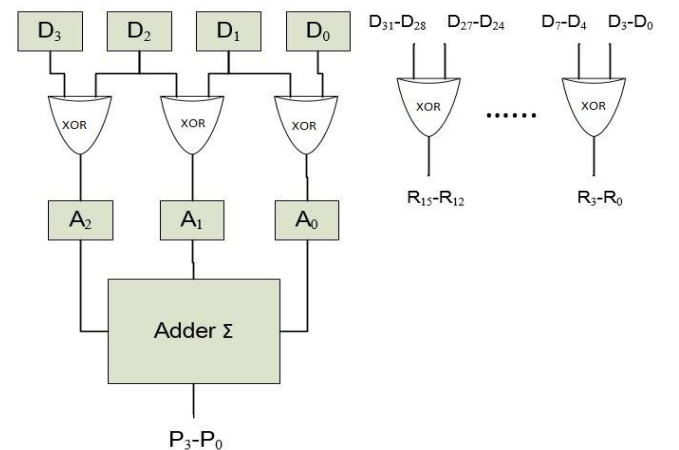 D₃ D₂ D₁ D₀ D₃₁-D₂₈ D₂₇-D₂₄ D₇-D₄ D₃-D₀
XOR XOR XOR XOR ...... XOR
A₂ A₁ A₀ R₁₅-R₁₂ R₃-R₀
Adder Σ
P₃-P₀